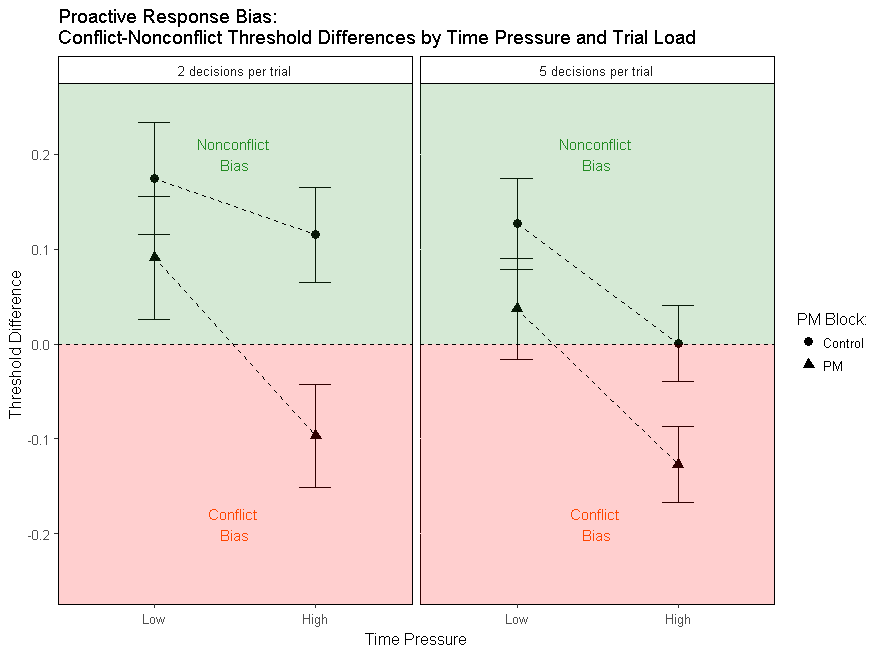 Proactive Response Bias:
Conflict-Nonconflict Threshold Differences by Time Pressure and Trial Load
2 decisions per trial
5 decisions per trial
Threshold Difference
0.2
0.1
0.0
-0.1
-0.2
Nonconflict
Bias
Conflict
Bias
Nonconflict
Bias
Conflict
Bias
Low
High
Low
High
Time Pressure
PM Block:
Control
PM